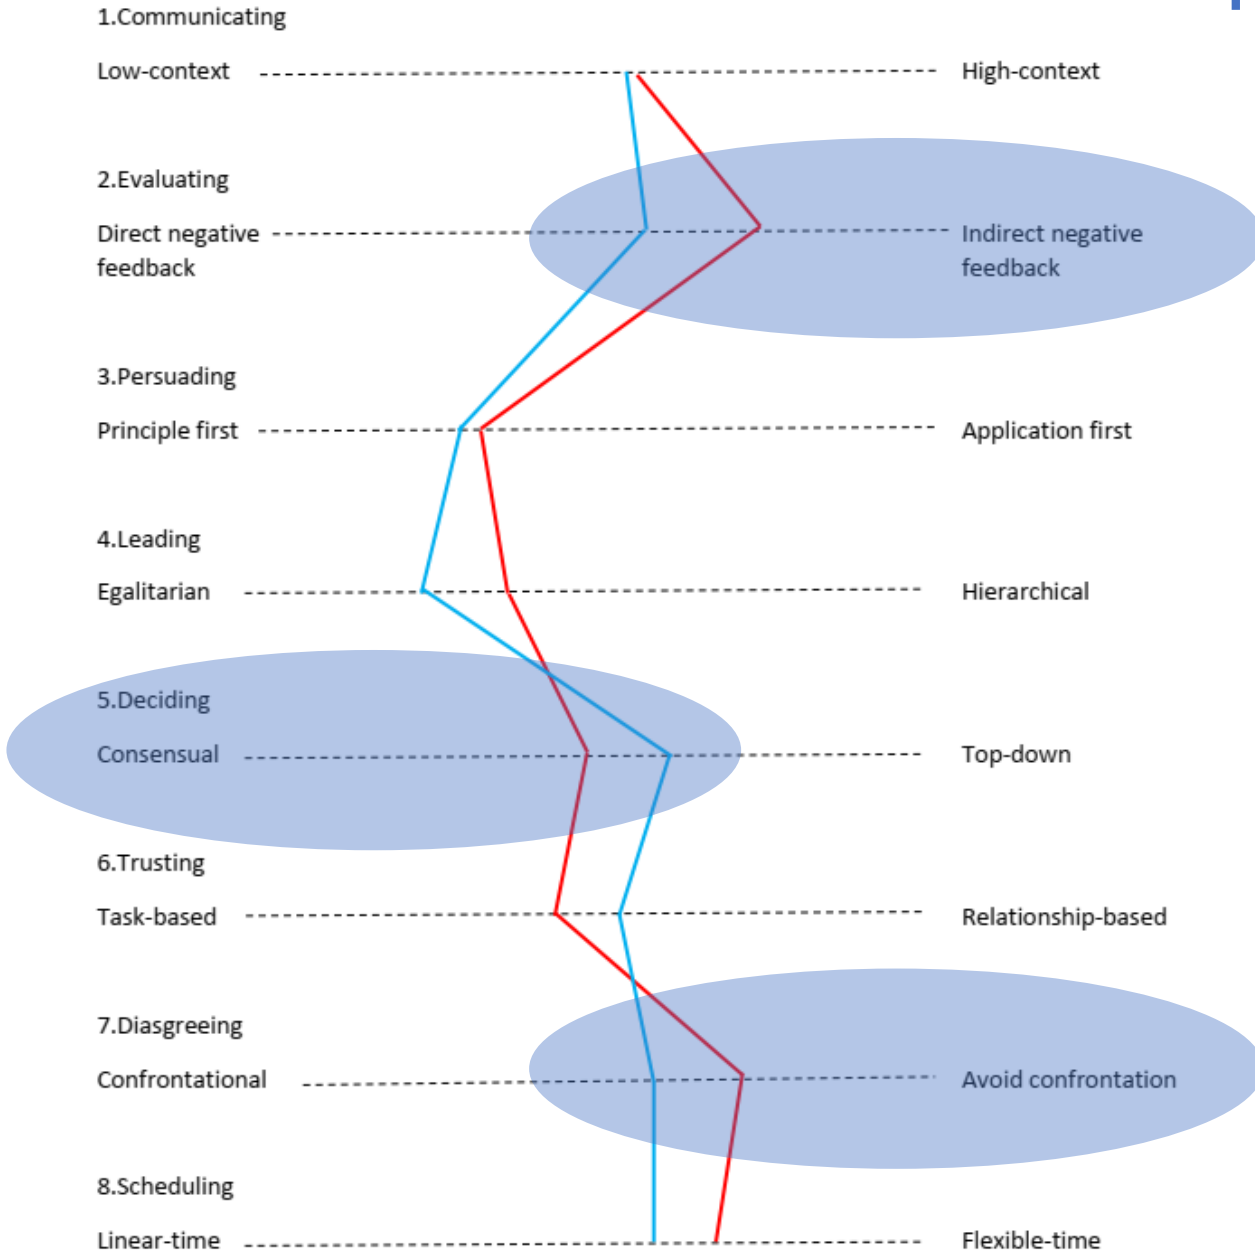 1.Communicating
Low-context High-context
2.Evaluating
Direct negative feedback Indirect negative feedback
3.Persuading
Principle first Application first
4.Leading
Egalitarian Hierarchical
5.Deciding
Consensual Top-down
6.Trusting
Task-based Relationship-based
7.Diasgreeing
Confrontational Avoid confrontation
8.Scheduling
Linear-time Flexible-time